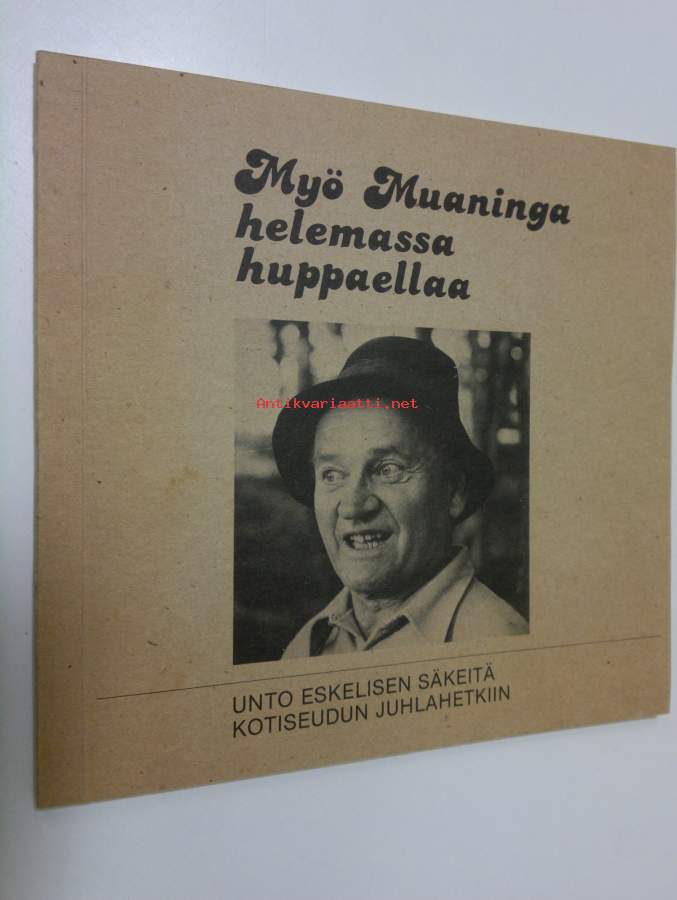 Myö Muaninga
helemassa
huppaellaa
Antikvariaatti.net
UNTO ESKELISEN SÄKEITÄ
KOTISEUDUN JUHLAHETKIIN